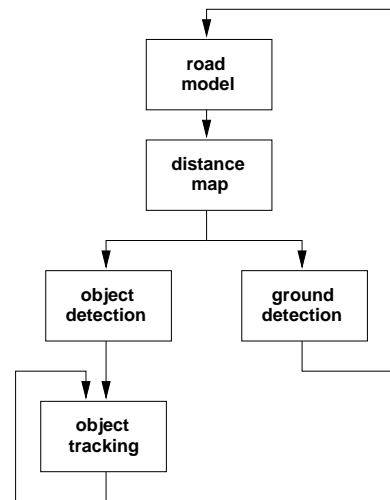 road
model
distance
map
object
detection
ground
detection
object
tracking